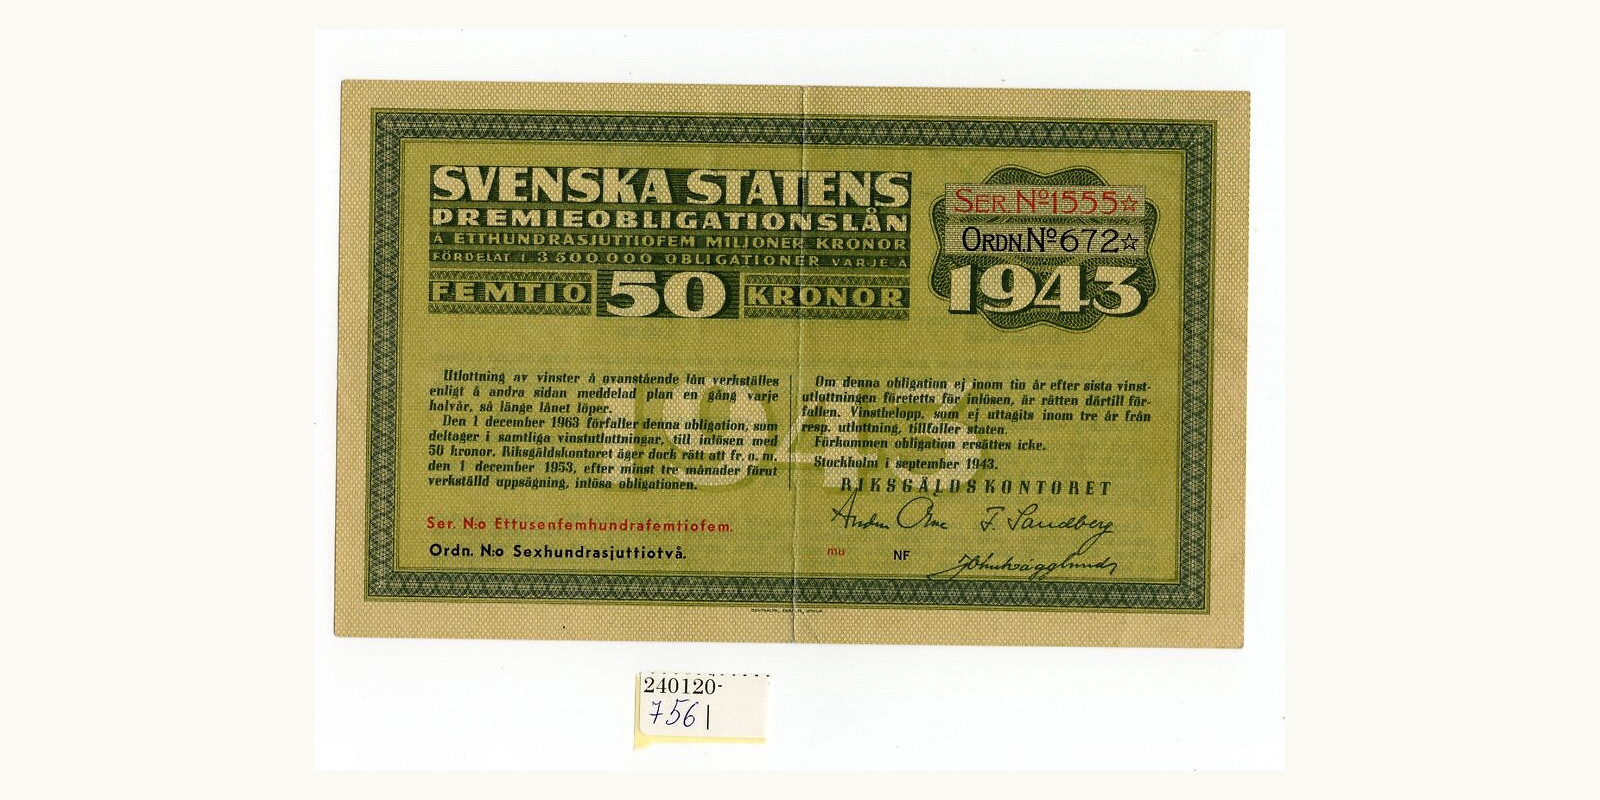 SVENSKA STATENS
PREMIEOBLIGATIONSLÅN
Å ETTHUNDRASJUTTIOFEM MILJONER KRONOR
FÖRDELAT I 3 500 000 OBLIGATIONER VARJE Å
FEMTIO 50 KRONOR
SER. No 1555☆
ORDN. No 672☆
1943
Utlottning av vinster å ovanstående lån verkställes
enligt å andra sidan meddelad plan en gång varje
halvår, så länge lånet löper.
Den 1 december 1963 förfaller denna obligation, som
deltager i samtliga vinstutlottningar, till inlösen med
50 kronor. Riksgäldskontoret äger dock rätt att fr. o. m.
den 1 december 1953, efter minst tre månader förut
verkställd uppsägning, inlösa obligationen.
Ser. N:o Ettusenfemhundrafemtiofem.
Ordn. N:o Sexhundrasjuttiotvå.
Om denna obligation ej inom tio år efter sista vinst-
utlottningen företetts för inlösen, är rätten därtill för-
fallen. Vinstbelopp, som ej uttagits inom tre år från
resp. utlottning, tillfaller staten.
Förkommen obligation ersättes icke.
Stockholm i september 1943.
RIKSGÄLDSKONTORET
F. Sandberg
mu NF
1943
240120-
756|